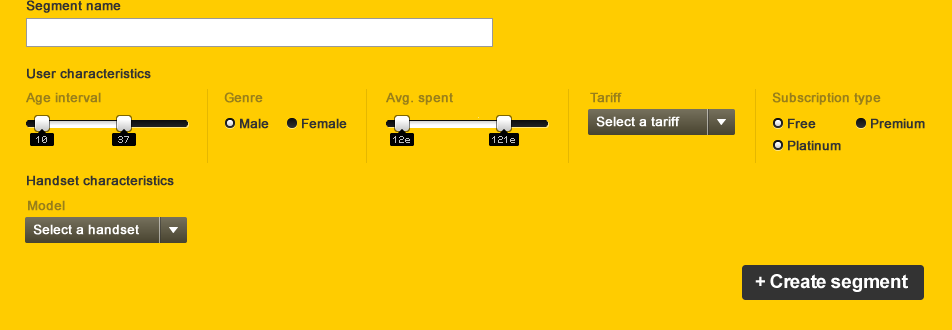 Segment name
User characteristics
Age interval
10 37
Genre
Male Female
Avg. spent
12e 121e
Tariff
Select a tariff
Subscription type
Free Premium
Platinum
Handset characteristics
Model
Select a handset
+ Create segment